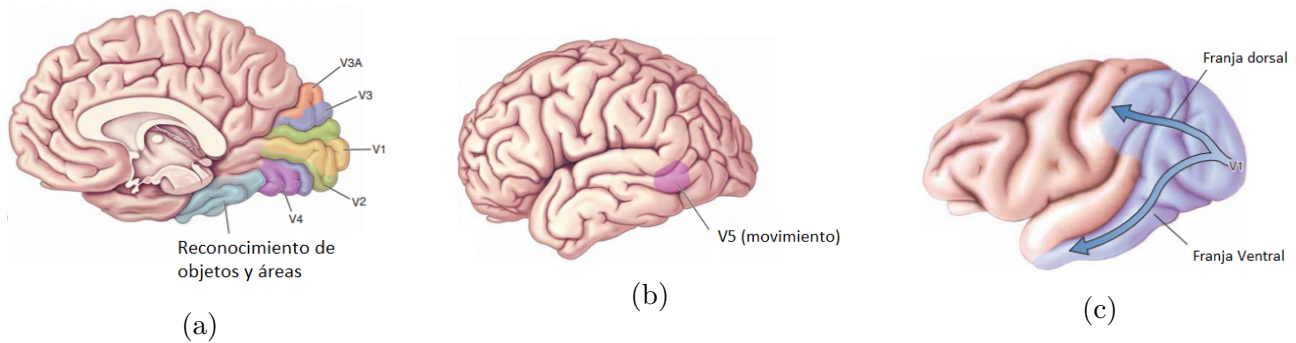 V3A
V3
V1
V2
V4
Reconocimiento de
objetos y áreas
(a)
V5 (movimiento)
(b)
Franja dorsal
V1
Franja Ventral
(c)